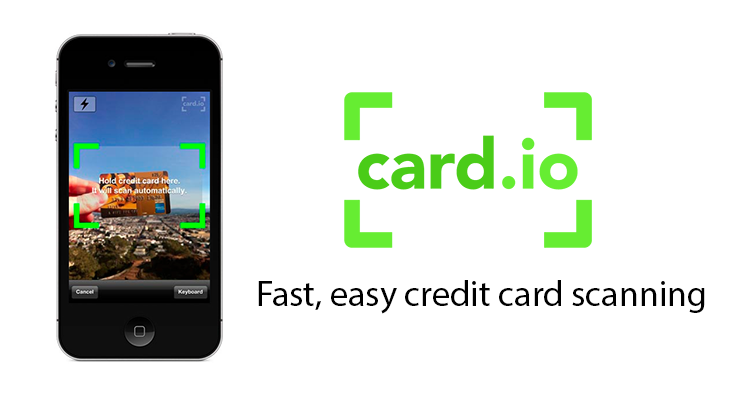 card.io
Hold credit card here.
It will scan automatically.
Cancel
Keyboard
card.io
Fast, easy credit card scanning